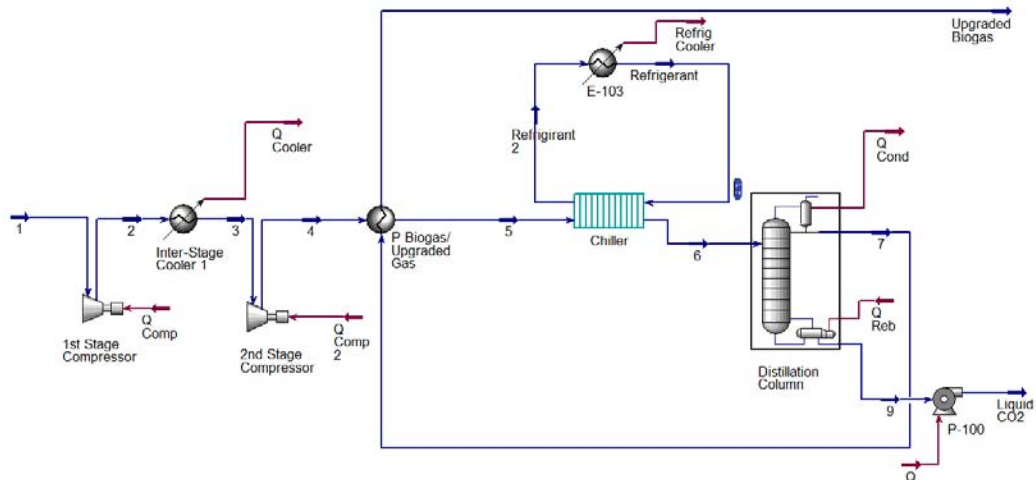 Upgraded
Biogas
Refrig
Cooler
Refrigerant
E-103
Refrigirant
2
Q
Cooler
Q
Cond
1
2
3
4
5
6
7
P Biogas/
Upgraded
Gas
Chiller
Inter-Stage
Cooler 1
Q
Comp
1st Stage
Compressor
Q
Comp
2
2nd Stage
Compressor
Q
Reb
Distillation
Column
9
P-100
Liquid
CO2
Q